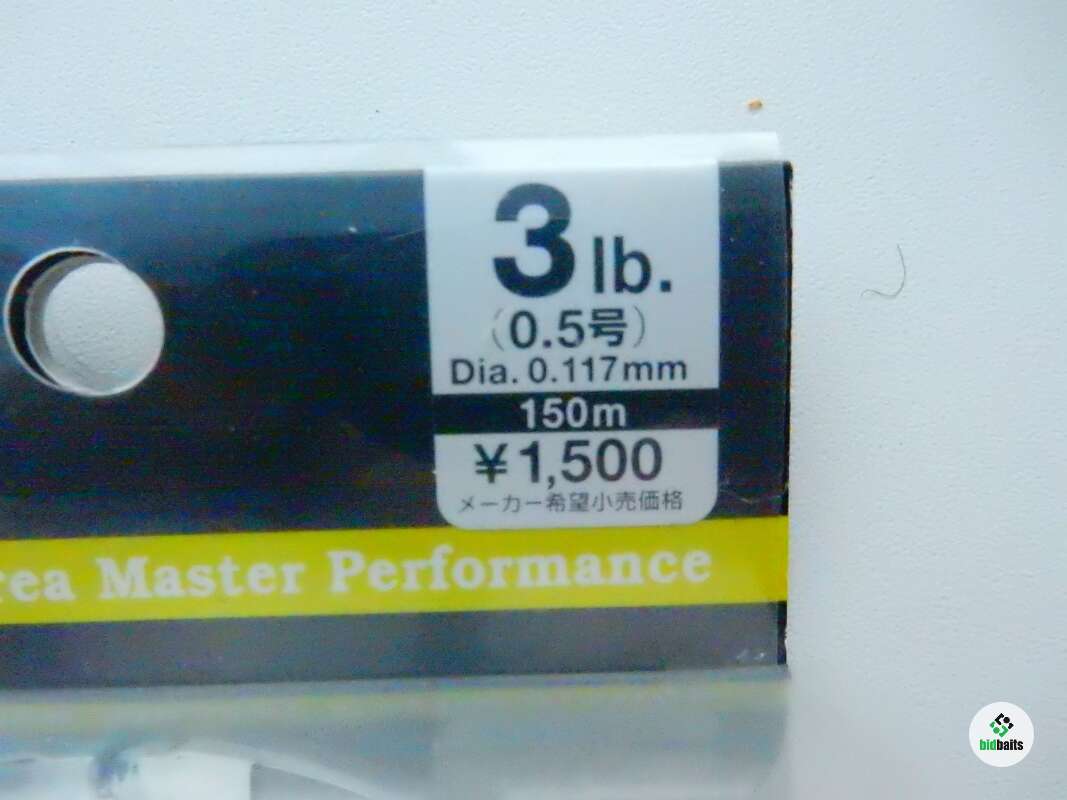 3 lb.
(0.5号)
Dia. 0.117mm
150m
¥1,500
メーカー希望小売価格
rea Master Performance
bidbaits